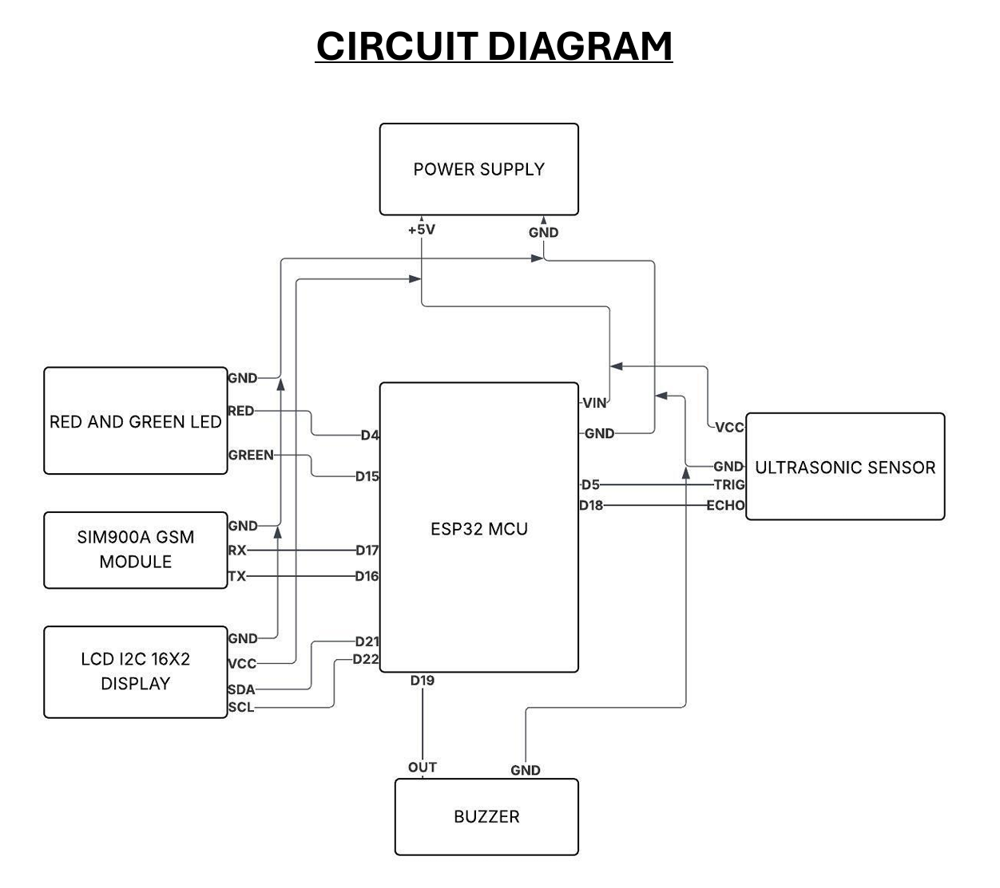 CIRCUIT DIAGRAM
POWER SUPPLY
+5V
GND
RED AND GREEN LED
GND
RED
GREEN
D4
D15
VIN
GND
VCC
GND
TRIG
ECHO
ULTRASONIC SENSOR
D5
D18
ESP32 MCU
SIM900A GSM
MODULE
GND
RX
TX
D17
D16
LCD I2C 16X2
DISPLAY
GND
VCC
SDA
SCL
D21
D22
D19
OUT
GND
BUZZER